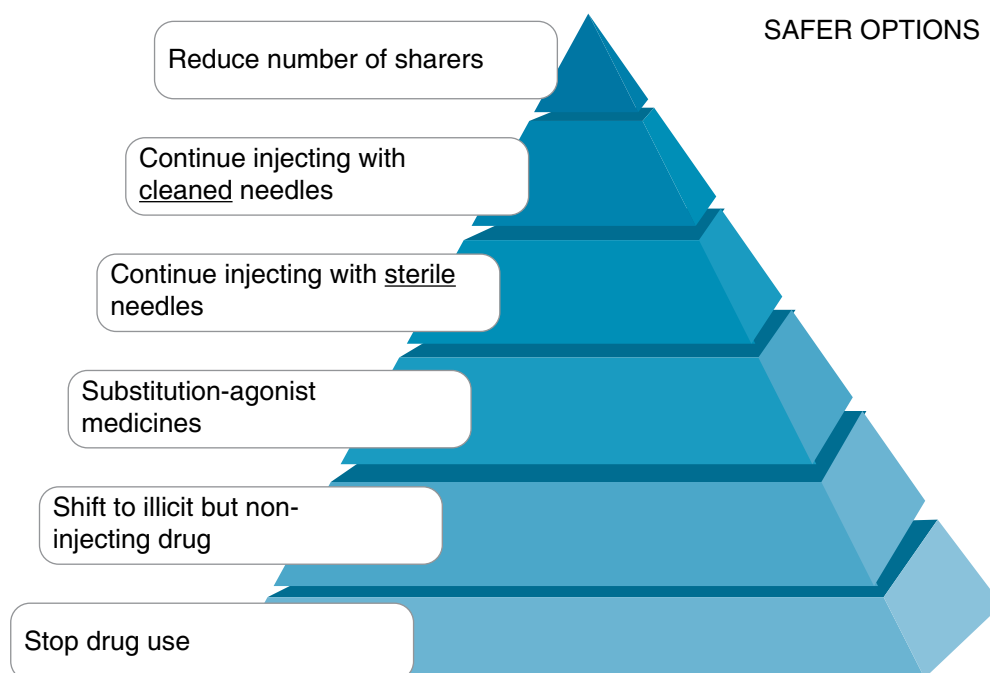 SAFER OPTIONS
Reduce number of sharers
Continue injecting with
cleaned needles
Continue injecting with sterile
needles
Substitution-agonist
medicines
Shift to illicit but non-
injecting drug
Stop drug use